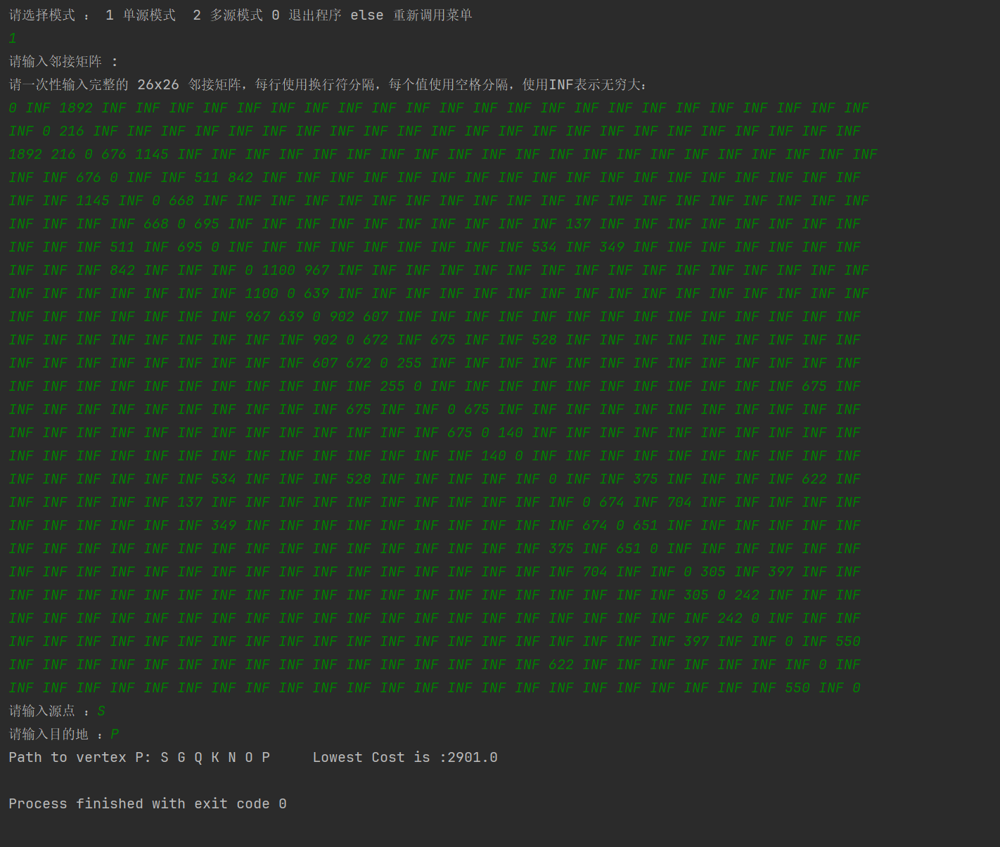 请选择模式 : 1 单源模式 2 多源模式 0 退出程序 else 重新调用菜单
1
请输入邻接矩阵 :
请一次性输入完整的 26x26 邻接矩阵，每行使用换行符分隔，每个值使用空格分隔，使用INF表示无穷大：
0 INF 1892 INF INF INF INF INF INF INF INF INF INF INF INF INF INF INF INF INF INF INF INF INF INF INF
INF 0 216 INF INF INF INF INF INF INF INF INF INF INF INF INF INF INF INF INF INF INF INF INF INF INF
1892 216 0 676 1145 INF INF INF INF INF INF INF INF INF INF INF INF INF INF INF INF INF INF INF INF INF
INF INF 676 0 INF INF 511 842 INF INF INF INF INF INF INF INF INF INF INF INF INF INF INF INF INF INF
INF INF 1145 INF 0 668 INF INF INF INF INF INF INF INF INF INF INF INF INF INF INF INF INF INF INF INF
INF INF INF INF 668 0 695 INF INF INF INF INF INF INF INF INF INF 137 INF INF INF INF INF INF INF INF
INF INF INF 511 INF 695 0 INF INF INF INF INF INF INF INF INF 534 INF 349 INF INF INF INF INF INF INF
INF INF INF 842 INF INF INF 0 1100 967 INF INF INF INF INF INF INF INF INF INF INF INF INF INF INF INF
INF INF INF INF INF INF INF 1100 0 639 INF INF INF INF INF INF INF INF INF INF INF INF INF INF INF INF
INF INF INF INF INF INF INF 967 639 0 902 607 INF INF INF INF INF INF INF INF INF INF INF INF INF INF
INF INF INF INF INF INF INF INF INF 902 0 672 INF 675 INF INF 528 INF INF INF INF INF INF INF INF INF
INF INF INF INF INF INF INF INF INF 607 672 0 255 INF INF INF INF INF INF INF INF INF INF INF INF INF
INF INF INF INF INF INF INF INF INF INF INF 255 0 INF INF INF INF INF INF INF INF INF INF INF 675 INF
INF INF INF INF INF INF INF INF INF INF 675 INF INF 0 675 INF INF INF INF INF INF INF INF INF INF INF
INF INF INF INF INF INF INF INF INF INF INF INF INF 675 0 140 INF INF INF INF INF INF INF INF INF INF
INF INF INF INF INF INF INF INF INF INF INF INF INF INF 140 0 INF INF INF INF INF INF INF INF INF INF
INF INF INF INF INF INF 534 INF INF INF 528 INF INF INF INF INF 0 INF INF 375 INF INF INF INF 622 INF
INF INF INF INF INF 137 INF INF INF INF INF INF INF INF INF INF INF 0 674 INF 704 INF INF INF INF INF
INF INF INF INF INF INF 349 INF INF INF INF INF INF INF INF INF INF 674 0 651 INF INF INF INF INF INF
INF INF INF INF INF INF INF INF INF INF INF INF INF INF INF INF 375 INF 651 0 INF INF INF INF INF INF
INF INF INF INF INF INF INF INF INF INF INF INF INF INF INF INF INF 704 INF INF 0 305 INF 397 INF INF
INF INF INF INF INF INF INF INF INF INF INF INF INF INF INF INF INF INF INF INF 305 0 242 INF INF INF
INF INF INF INF INF INF INF INF INF INF INF INF INF INF INF INF INF INF INF INF INF 242 0 INF INF INF
INF INF INF INF INF INF INF INF INF INF INF INF INF INF INF INF INF INF INF INF 397 INF INF 0 INF 550
INF INF INF INF INF INF INF INF INF INF INF INF INF INF INF INF 622 INF INF INF INF INF INF INF 0 INF
INF INF INF INF INF INF INF INF INF INF INF INF INF INF INF INF INF INF INF INF INF INF INF 550 INF 0
请输入源点 :S
请输入目的地 :P
Path to vertex P: S G Q K N O P     Lowest Cost is :2901.0
Process finished with exit code 0